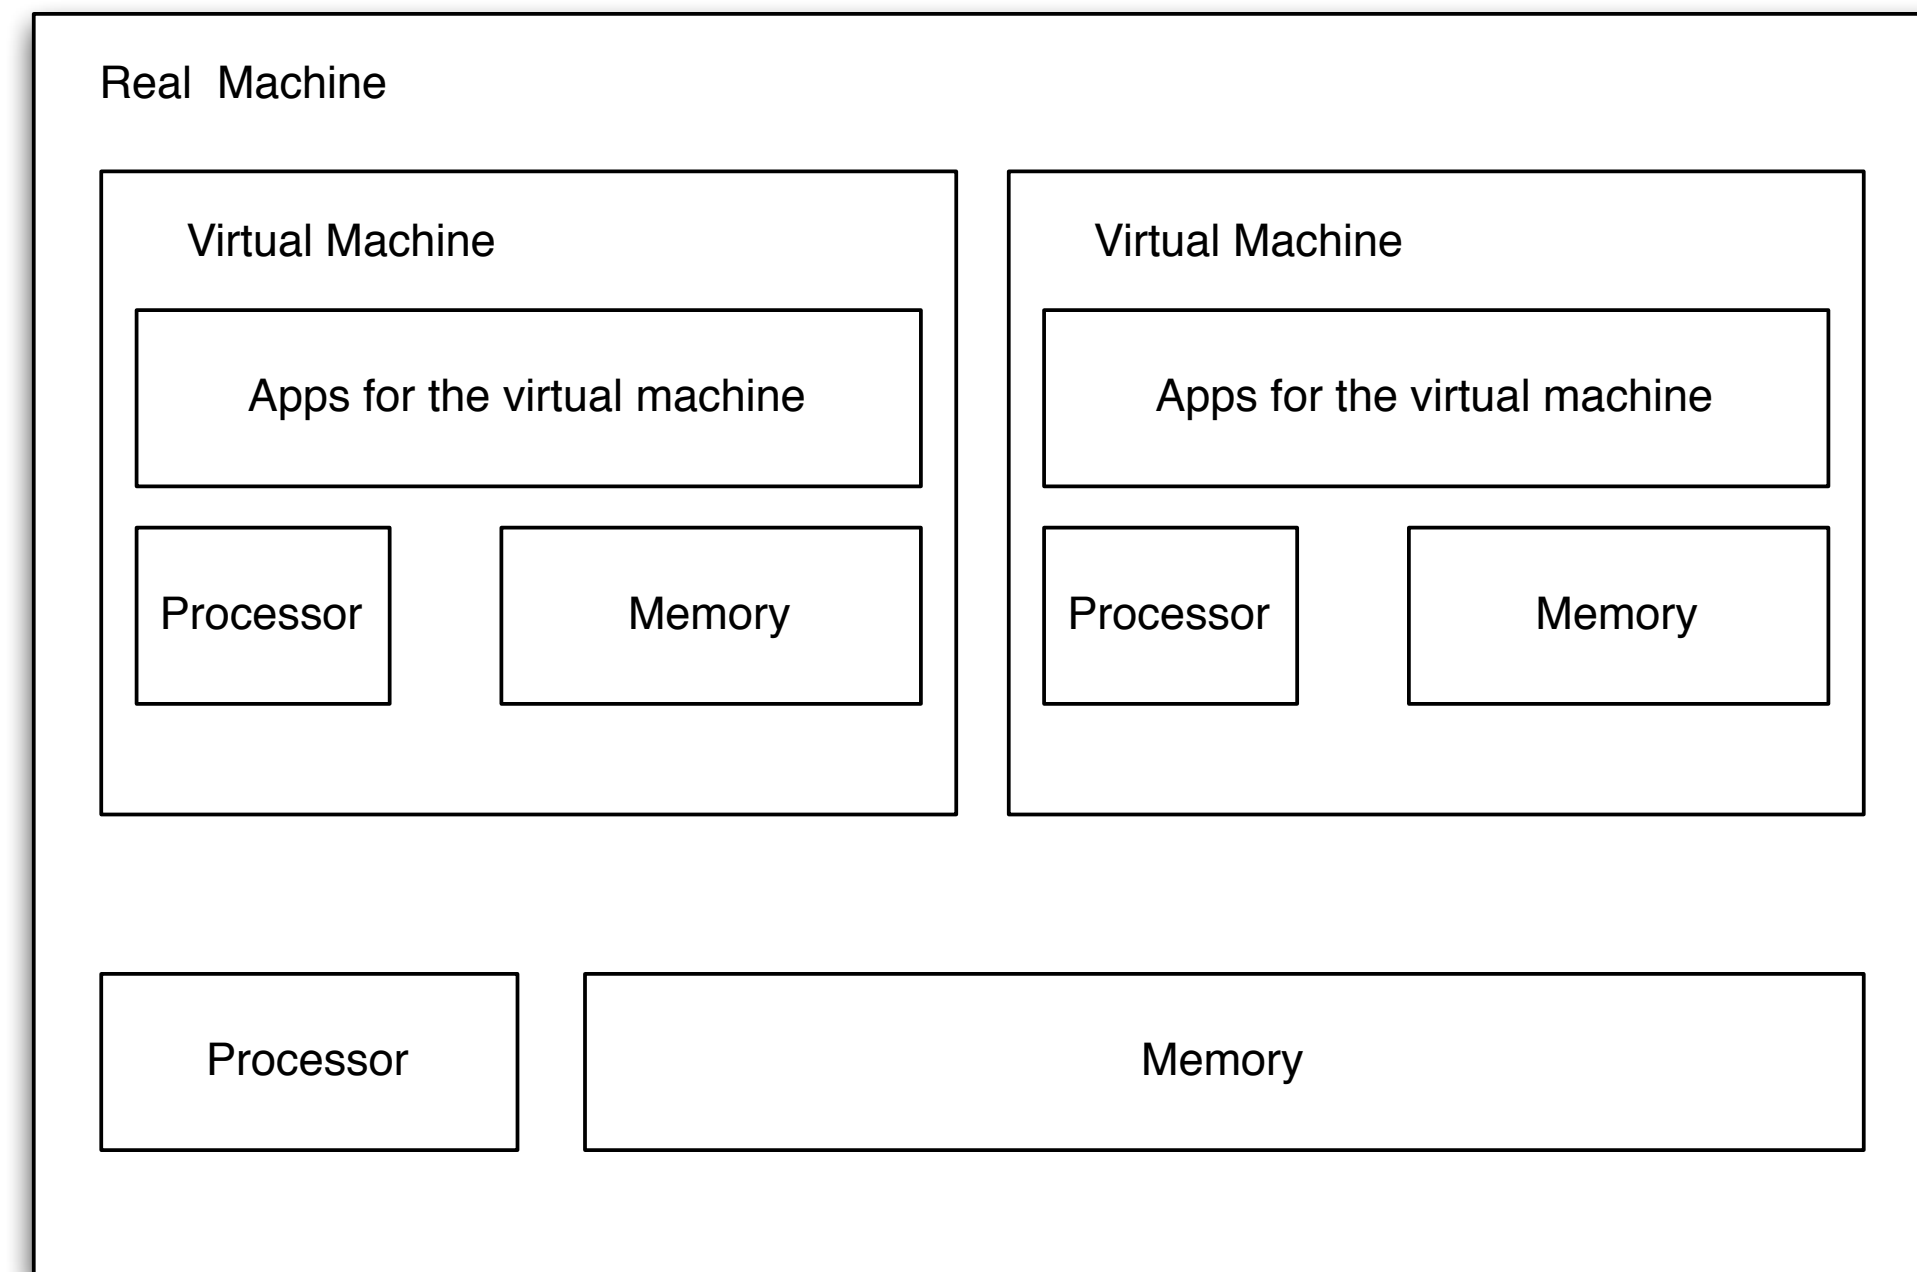 Real  Machine
Virtual Machine
Apps for the virtual machine
Processor
Memory
Virtual Machine
Apps for the virtual machine
Processor
Memory
Processor
Memory